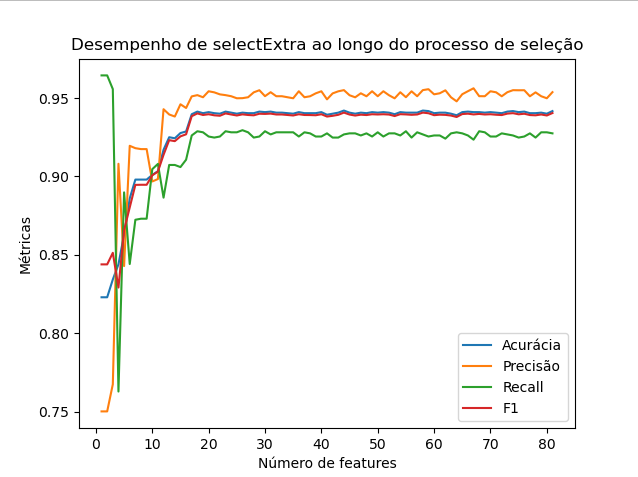 Desempenho de selectExtra ao longo do processo de seleção
0.95
0.90
0.85
0.80
0.75
Métricas
Acurácia
Precisão
Recall
F1
0 10 20 30 40 50 60 70 80
Número de features